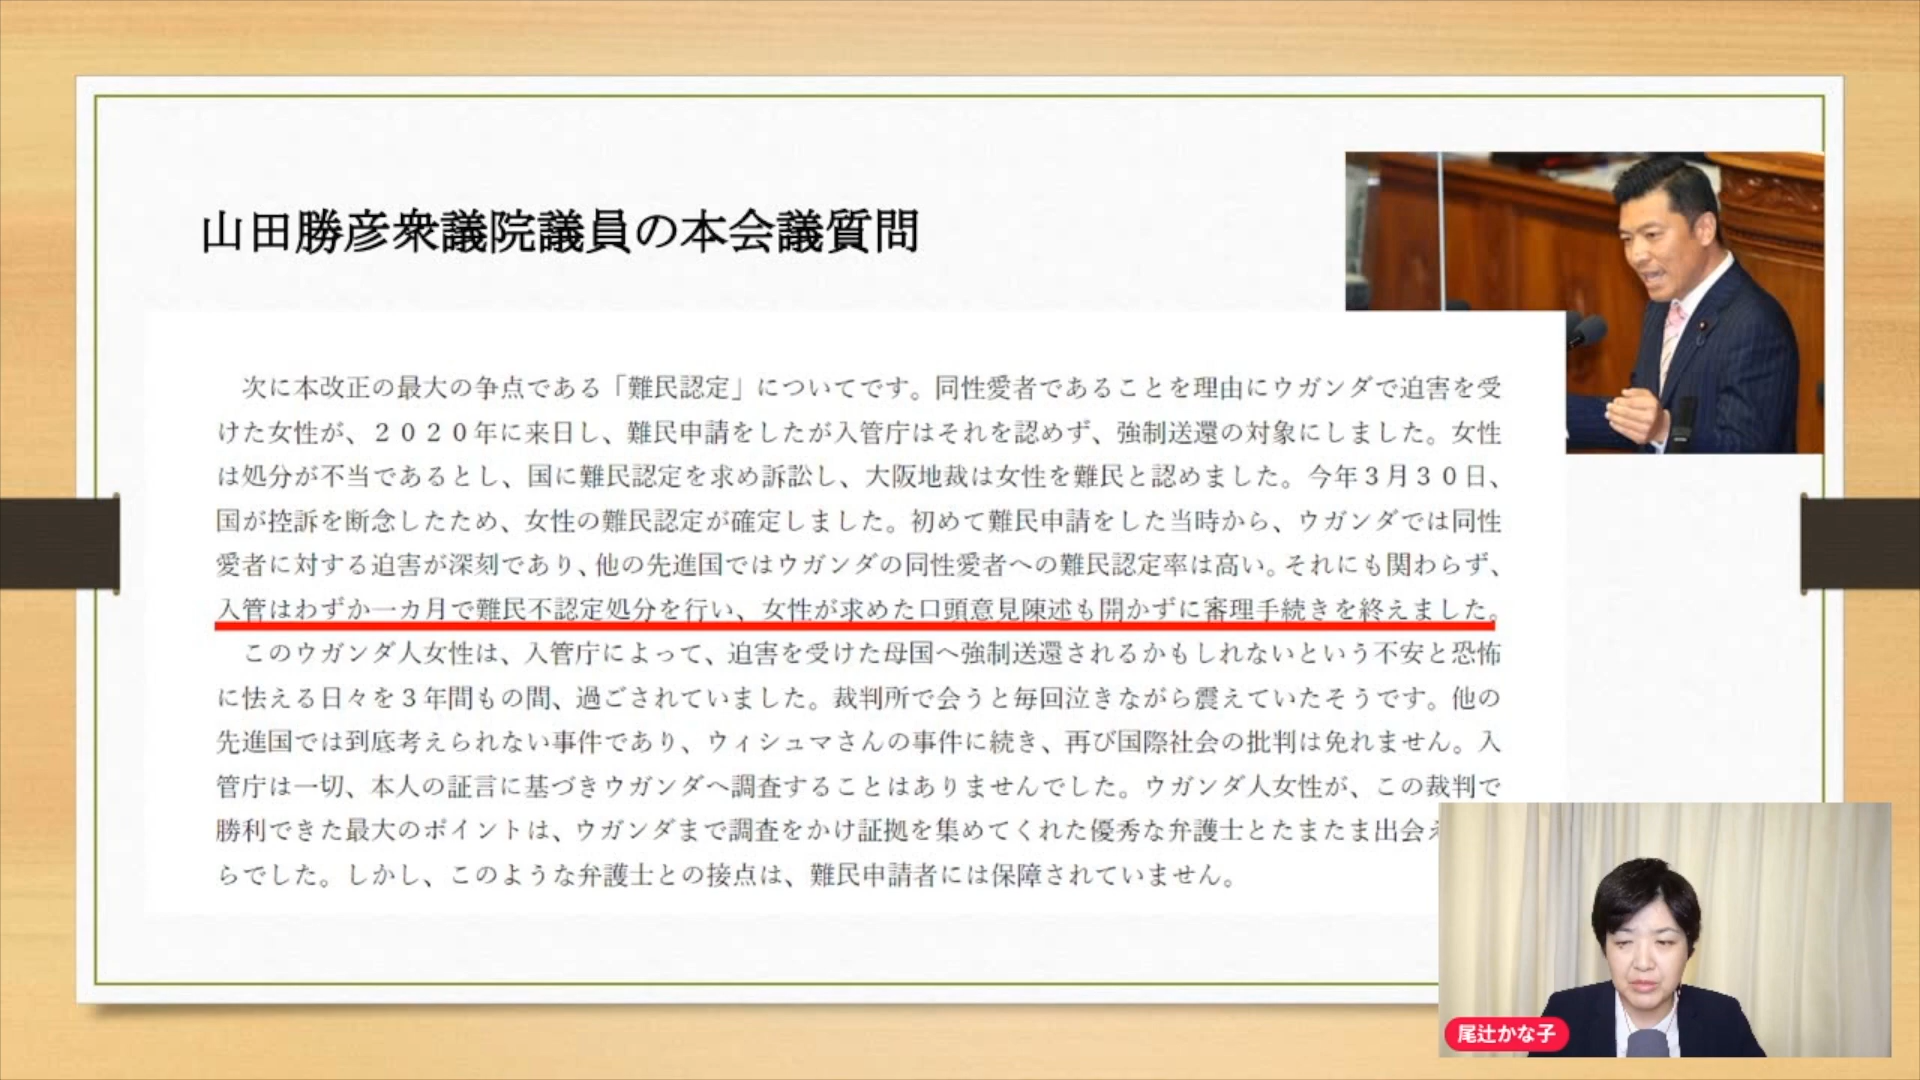 山田勝彦衆議院議員の本会議質問
次に本改正の最大の争点である「難民認定」についてです。同性愛者であることを理由にウガンダで迫害を受
けた女性が、２０２０年に来日し、難民申請をしたが入管庁はそれを認めず、強制送還の対象にしました。女性
は処分が不当であるとし、国に難民認定を求め訴訟し、大阪地裁は女性を難民と認めました。今年３月３０日、
国が控訴を断念したため、女性の難民認定が確定しました。初めて難民申請をした当時から、ウガンダでは同性
愛者に対する迫害が深刻であり、他の先進国ではウガンダの同性愛者への難民認定率は高い。それにも関わらず、
入管はわずか一カ月で難民不認定処分を行い、女性が求めた口頭意見陳述も開かずに審理手続きを終えました。
このウガンダ人女性は、入管庁によって、迫害を受けた母国へ強制送還されるかもしれないという不安と恐怖
に怯える日々を３年間もの間、過ごされていました。裁判所で会うと毎回泣きながら震えていたそうです。他の
先進国では到底考えられない事件であり、ウィシュマさんの事件に続き、再び国際社会の批判は免れません。入
管庁は一切、本人の証言に基づきウガンダへ調査することはありませんでした。ウガンダ人女性が、この裁判で
勝利できた最大のポイントは、ウガンダまで調査をかけ証拠を集めてくれた優秀な弁護士とたまたま出会え
らでした。しかし、このような弁護士との接点は、難民申請者には保障されていません。
尾辻かな子